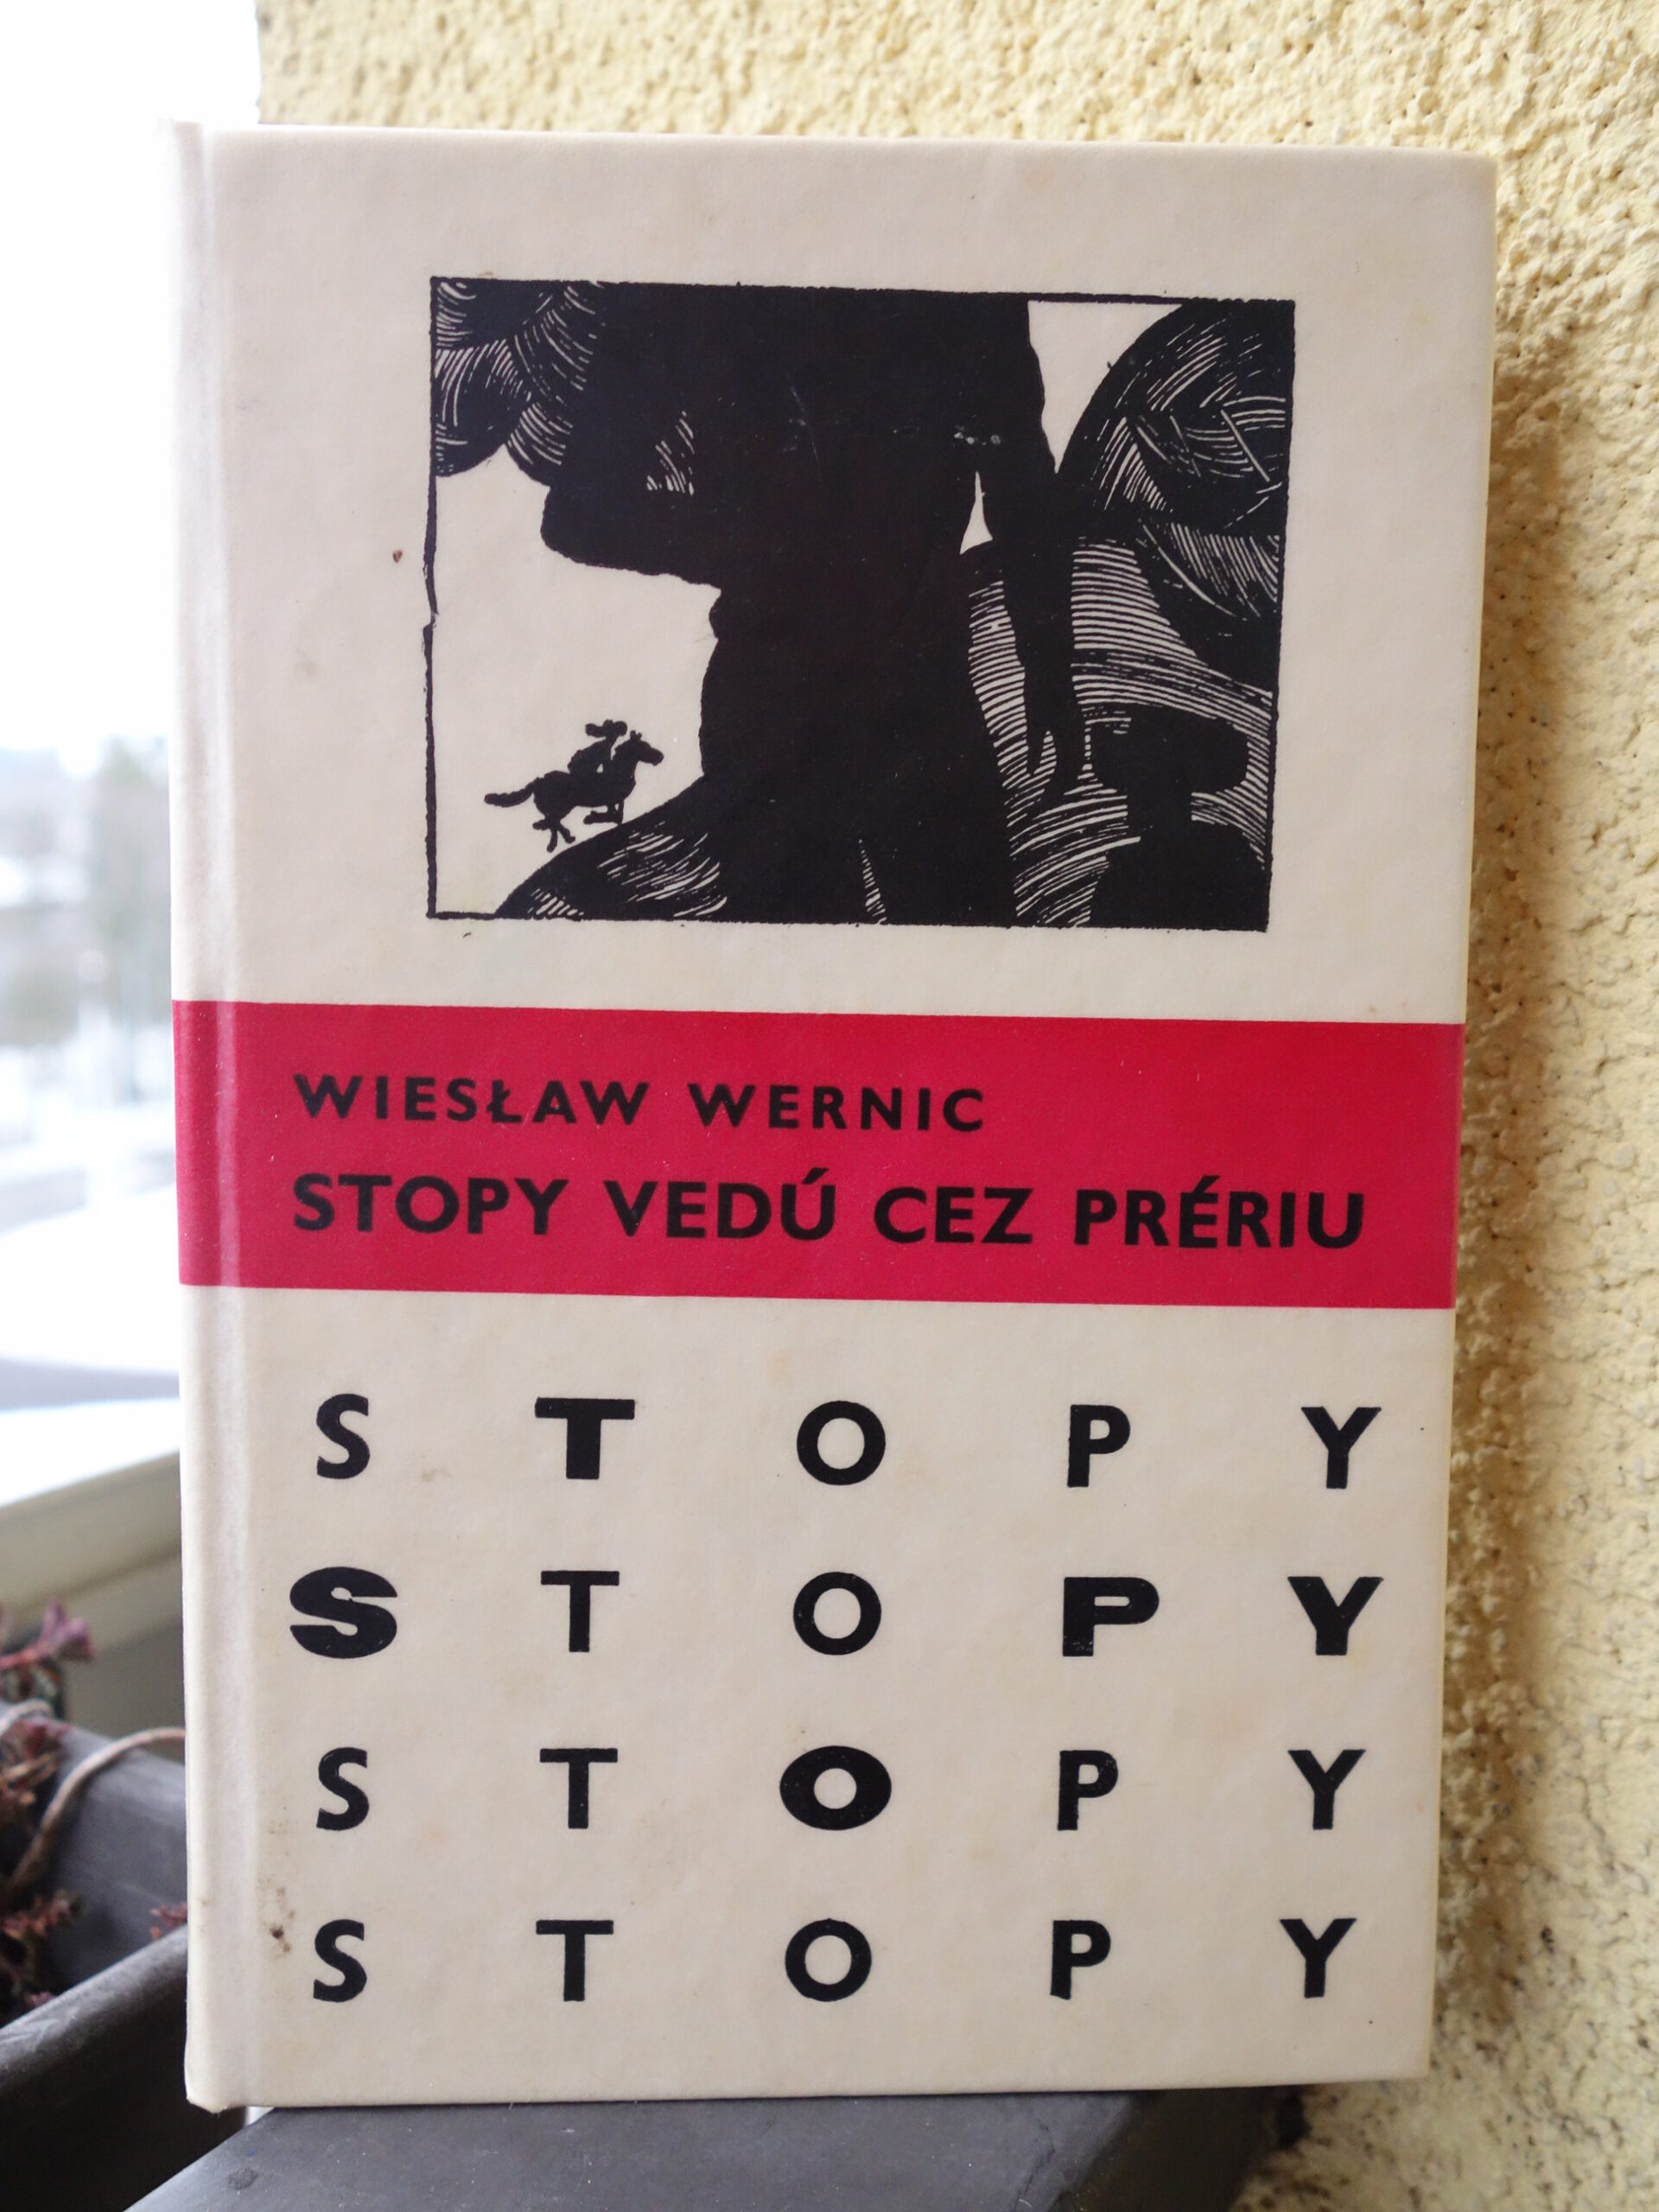 WIESŁAW WERNIC
STOPY VEDÚ CEZ PRÉRIU
S T O P Y
S T O P Y
S T O P Y
S T O P Y